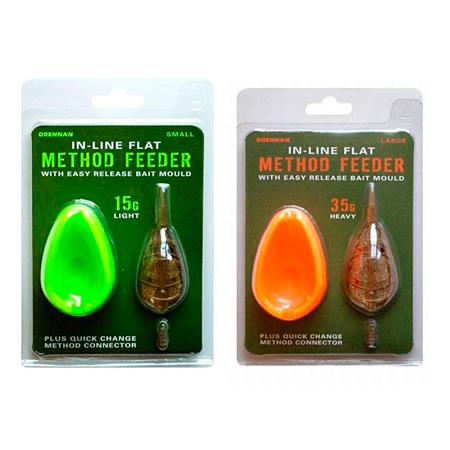 DRENNAN SMALL
IN-LINE FLAT
METHOD FEEDER
WITH EASY RELEASE BAIT MOULD
15G
LIGHT
PLUS QUICK CHANGE
METHOD CONNECTOR
DRENNAN LARGE
IN-LINE FLAT
METHOD FEEDER
WITH EASY RELEASE BAIT MOULD
35G
HEAVY
PLUS QUICK CHANGE
METHOD CONNECTOR